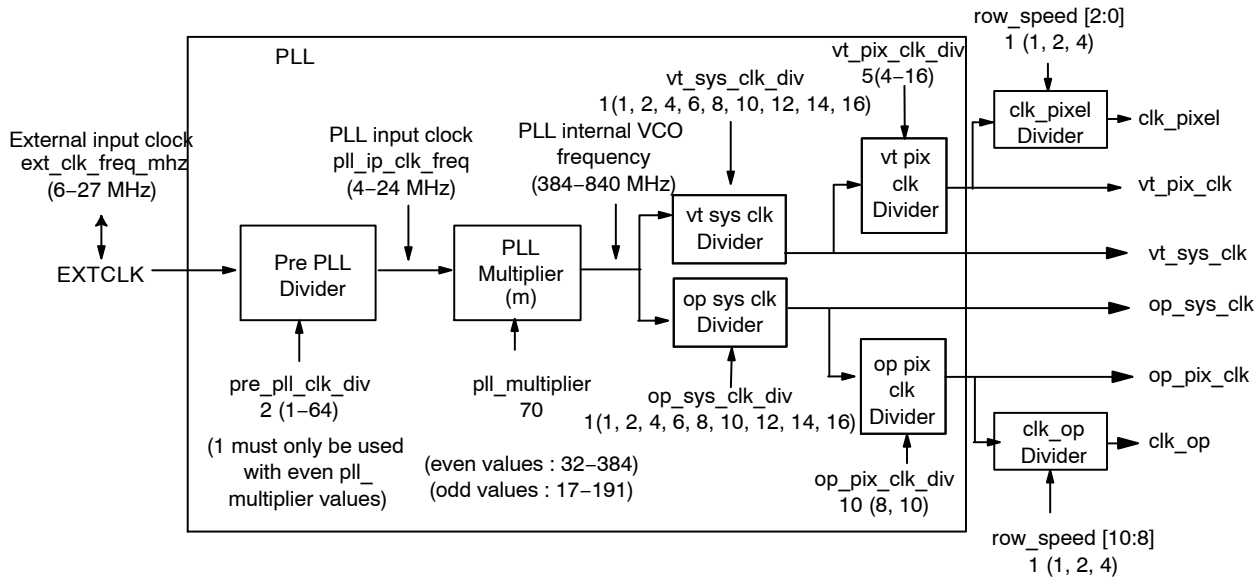 row_speed [2:0]
1 (1, 2, 4)
PLL
vt_pix_clk_div
5(4–16)
vt_sys_clk_div
1(1, 2, 4, 6, 8, 10, 12, 14, 16)
clk_pixel
Divider
clk_pixel
External input clock
ext_clk_freq_mhz
(6–27 MHz)
PLL input clock
pll_ip_clk_freq
(4–24 MHz)
PLL internal VCO
frequency
(384–840 MHz)
vt pix
clk
Divider
vt_pix_clk
vt sys clk
Divider
vt_sys_clk
EXTCLK
Pre PLL
Divider
PLL
Multiplier
(m)
op sys clk
Divider
op_sys_clk
op pix
clk
Divider
op_pix_clk
pre_pll_clk_div
2 (1–64)
(1 must only be used
with even pll_
multiplier values)
pll_multiplier
70
(even values : 32–384)
(odd values : 17–191)
op_sys_clk_div
1(1, 2, 4, 6, 8, 10, 12, 14, 16)
clk_op
Divider
clk_op
op_pix_clk_div
10 (8, 10)
row_speed [10:8]
1 (1, 2, 4)